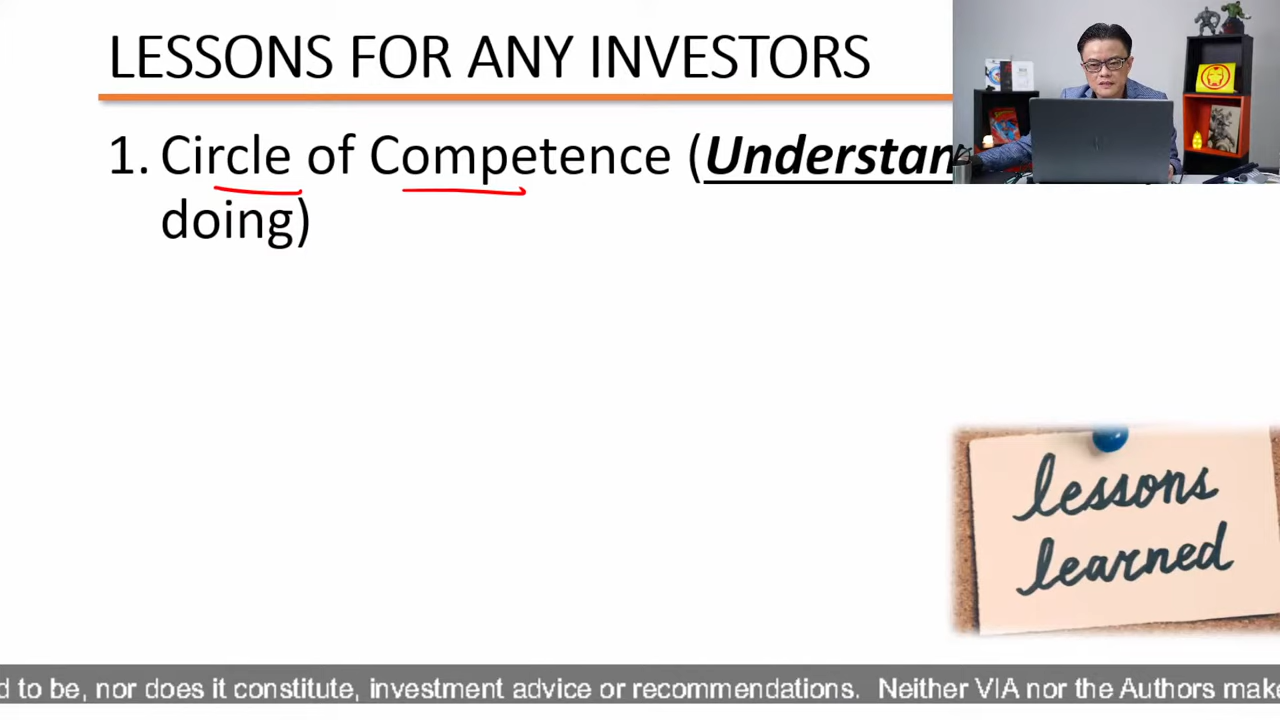 LESSONS FOR ANY INVESTORS
1. Circle of Competence (Understan
doing)
lessons
learned
d to be, nor does it constitute, investment advice or recommendations. Neither VIA nor the Authors make